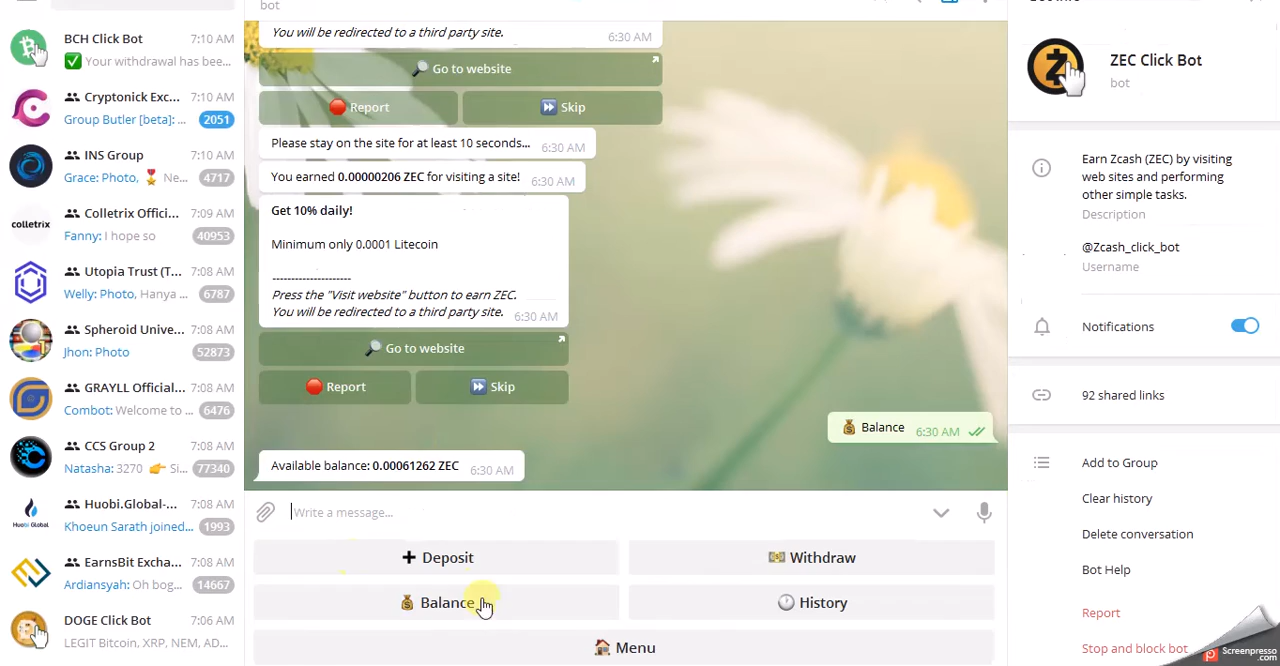 BCH Click Bot 7:10 AM
Your withdrawal has bee...
Cryptonick Exc... 7:10 AM
Group Butler [beta]: ... 2051
INS Group 7:10 AM
Grace: Photo, Ne... 4717
Colletrix Offici... 7:09 AM
colletrix
Fanny: I hope so 40953
Utopia Trust (T... 7:08 AM
Welly: Photo, Hanya ... 6787
Spheroid Unive... 7:08 AM
Jhon: Photo 52873
GRAYLL Official... 7:08 AM
Combot: Welcome to ... 6476
CCS Group 2 7:08 AM
Natasha: 3270 Si... 77340
Huobi.Global-... 7:08 AM
Huobi Global
Khoeun Sarath joined... 1993
EarnsBit Excha... 7:08 AM
Ardiansyah: Oh bog... 14667
DOGE Click Bot 7:06 AM
LEGIT Bitcoin, XRP, NEM, AD...
bot
You will be redirected to a third party site. 6:30 AM
Go to website
Report Skip
Please stay on the site for at least 10 seconds... 6:30 AM
You earned 0.00000206 ZEC for visiting a site! 6:30 AM
Get 10% daily!
Minimum only 0.0001 Litecoin
---------------------
Press the "Visit website" button to earn ZEC.
You will be redirected to a third party site. 6:30 AM
Go to website
Report Skip
Balance 6:30 AM
Available balance: 0.00061262 ZEC 6:30 AM
Write a message...
Deposit Withdraw
Balance History
Menu
ZEC Click Bot
bot
Earn Zcash (ZEC) by visiting
web sites and performing
other simple tasks.
Description
@Zcash_click_bot
Username
Notifications
92 shared links
Add to Group
Clear history
Delete conversation
Bot Help
Report
Stop and block bot
Screenpresso
.com